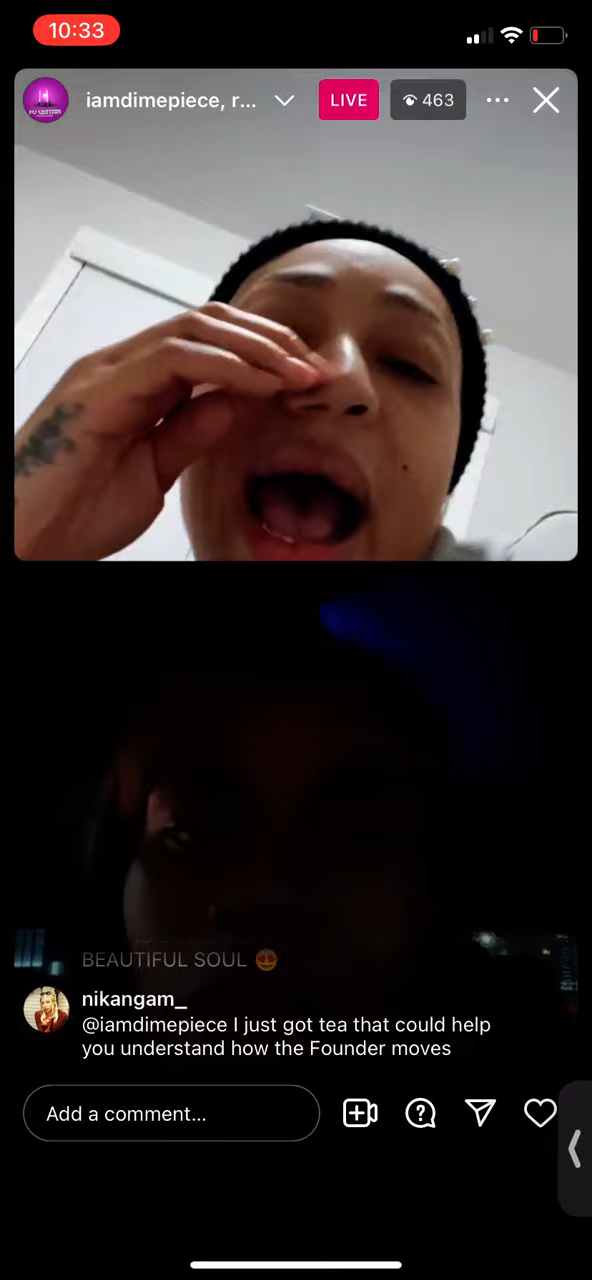 10:33
iamdimepiece, r...
LIVE
463
BEAUTIFUL SOUL 😍
nikangam_
@iamdimepiece I just got tea that could help
you understand how the Founder moves
Add a comment...